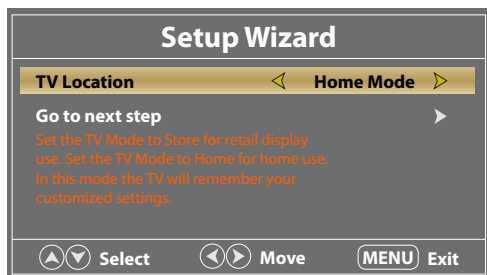 Setup Wizard
TV Location Home Mode
Go to next step
Set the TV Mode to Store for retail display
use. Set the TV Mode to Home for home use.
In this mode the TV will remember your
customized settings.
Select Move MENU Exit